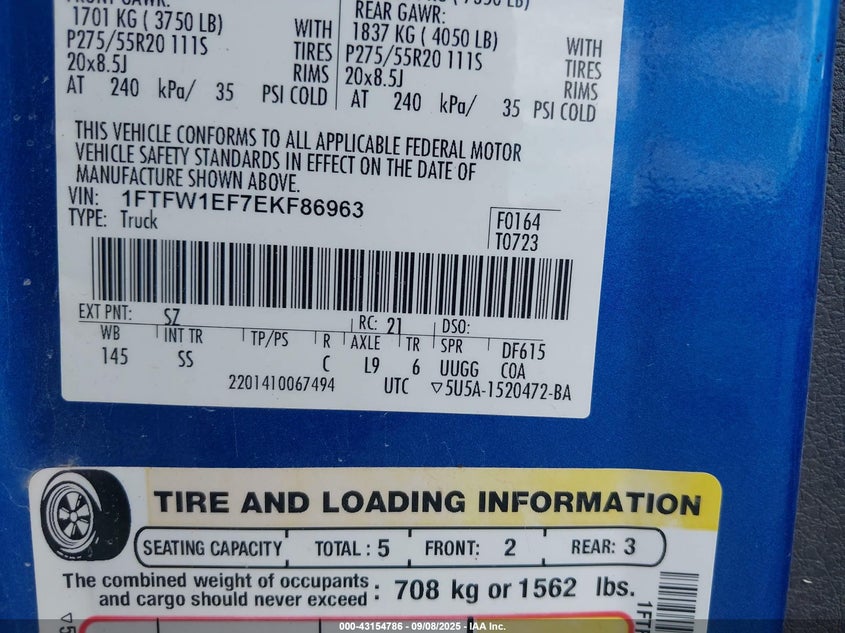 FRONT GAWR:
1701 KG ( 3750 LB) WITH
P275/55R20 111S TIRES
20x8.5J RIMS
AT 240 kPa/ 35 PSI COLD
REAR GAWR:
1837 KG ( 4050 LB) WITH
P275/55R20 111S TIRES
20x8.5J RIMS
AT 240 kPa/ 35 PSI COLD
THIS VEHICLE CONFORMS TO ALL APPLICABLE FEDERAL MOTOR
VEHICLE SAFETY STANDARDS IN EFFECT ON THE DATE OF
MANUFACTURE SHOWN ABOVE.
VIN: 1FTFW1EF7EKF86963
TYPE: Truck
F0164
T0723
EXT PNT: SZ RC: 21 DSO:
WB INT TR TP/PS R AXLE TR SPR DF615
145 SS C L9 6 UUGG COA
2201410067494 UTC ▽5U5A-1520472-BA
TIRE AND LOADING INFORMATION
SEATING CAPACITY TOTAL : 5 FRONT: 2 REAR: 3
The combined weight of occupants
and cargo should never exceed : 708 kg or 1562 lbs.
000-43154786 - 09/08/2025 - IAA Inc.